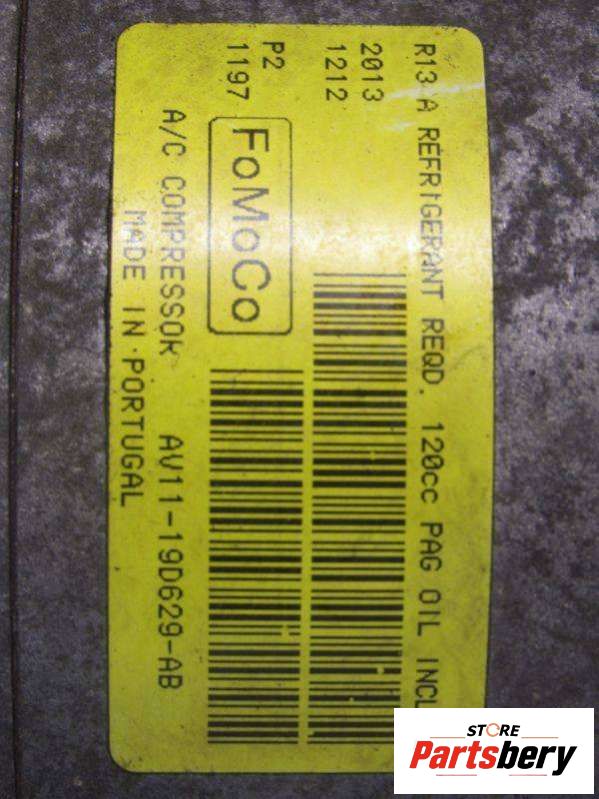 R134A REFRIGERANT REQD. 120cc PAG OIL INCL
2013
1212
P2
1197
FoMoCo
A/C COMPRESSOR AV11-19D629-AB
MADE IN PORTUGAL
STORE
Partsbery